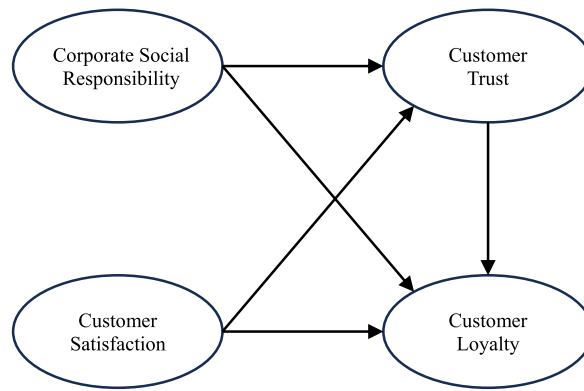 Corporate Social
Responsibility
Customer
Trust
Customer
Satisfaction
Customer
Loyalty